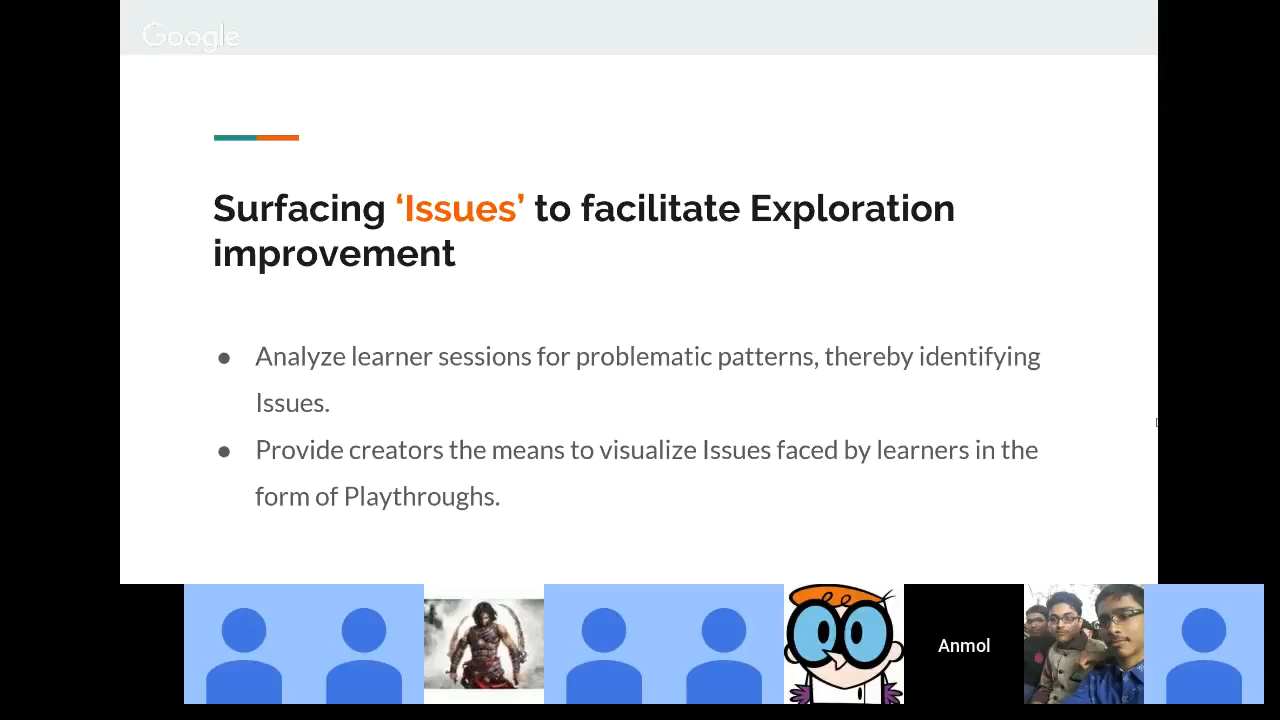 Google
Surfacing ‘Issues’ to facilitate Exploration
improvement
● Analyze learner sessions for problematic patterns, thereby identifying
Issues.
● Provide creators the means to visualize Issues faced by learners in the
form of Playthroughs.
Anmol